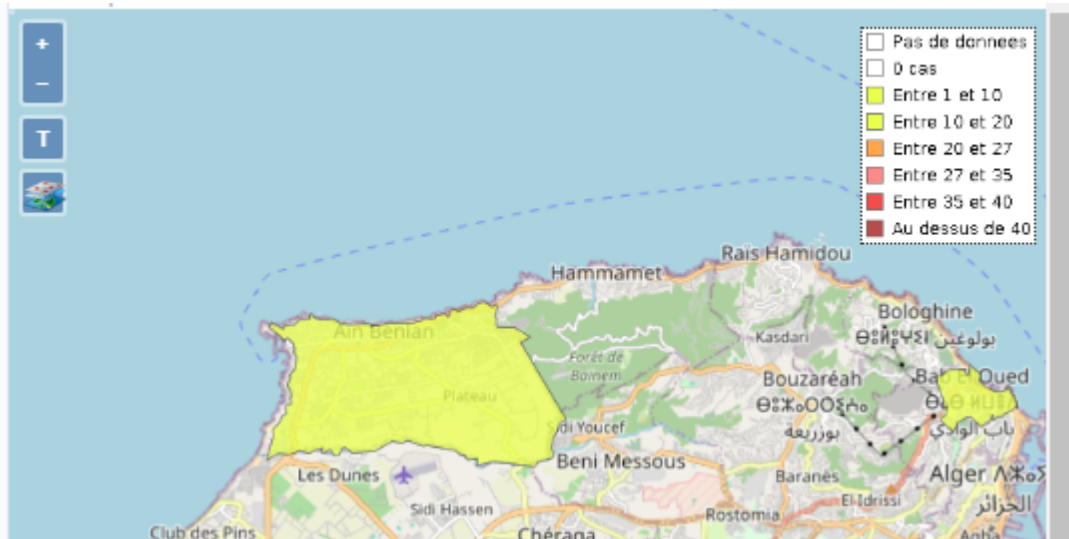 +
−
T
Pas de donnees
0 cas
Entre 1 et 10
Entre 10 et 20
Entre 20 et 27
Entre 27 et 35
Entre 35 et 40
Au dessus de 40
Raïs Hamidou
Hammamet
Bologhine
بولوغين
Ain Benian
Kasdari
Forêt de
Bainem
Bouzaréah
Bab El Oued
Plateau
بوزريعة
باب الوادي
Sidi Youcef
Beni Messous
Les Dunes
Baranès
Alger
الجزائر
El Idrissi
Sidi Hassen
Rostomia
Club des Pins
Chéraga
Agha